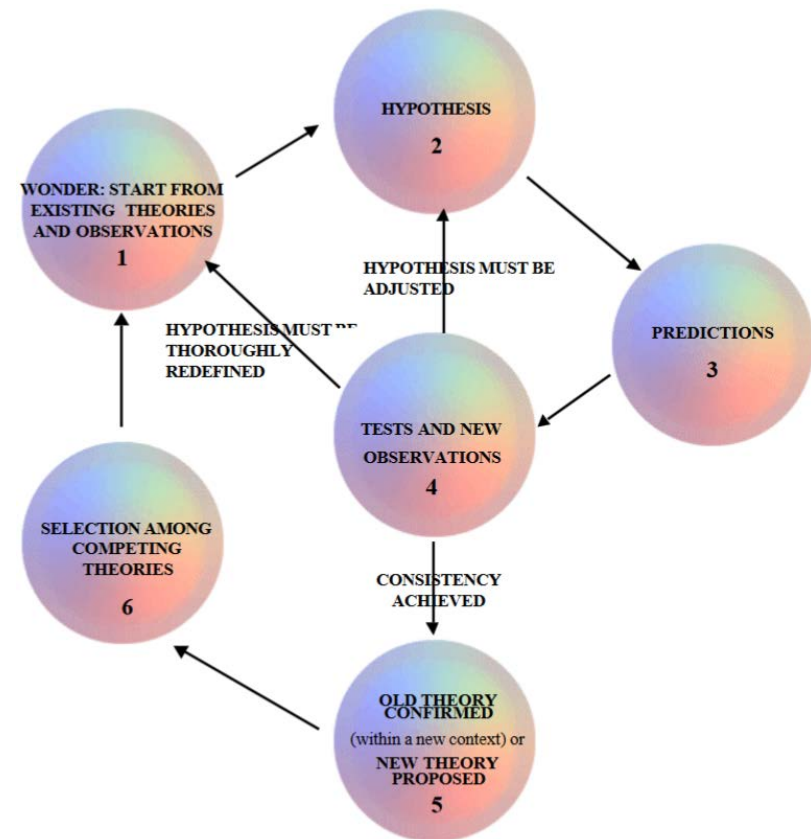 HYPOTHESIS
2
WONDER: START FROM
EXISTING THEORIES
AND OBSERVATIONS
1
HYPOTHESIS MUST BE
ADJUSTED
PREDICTIONS
3
HYPOTHESIS MUST BE
THOROUGHLY
REDEFINED
TESTS AND NEW
OBSERVATIONS
4
SELECTION AMONG
COMPETING
THEORIES
6
CONSISTENCY
ACHIEVED
OLD THEORY
CONFIRMED
(within a new context) or
NEW THEORY
PROPOSED
5